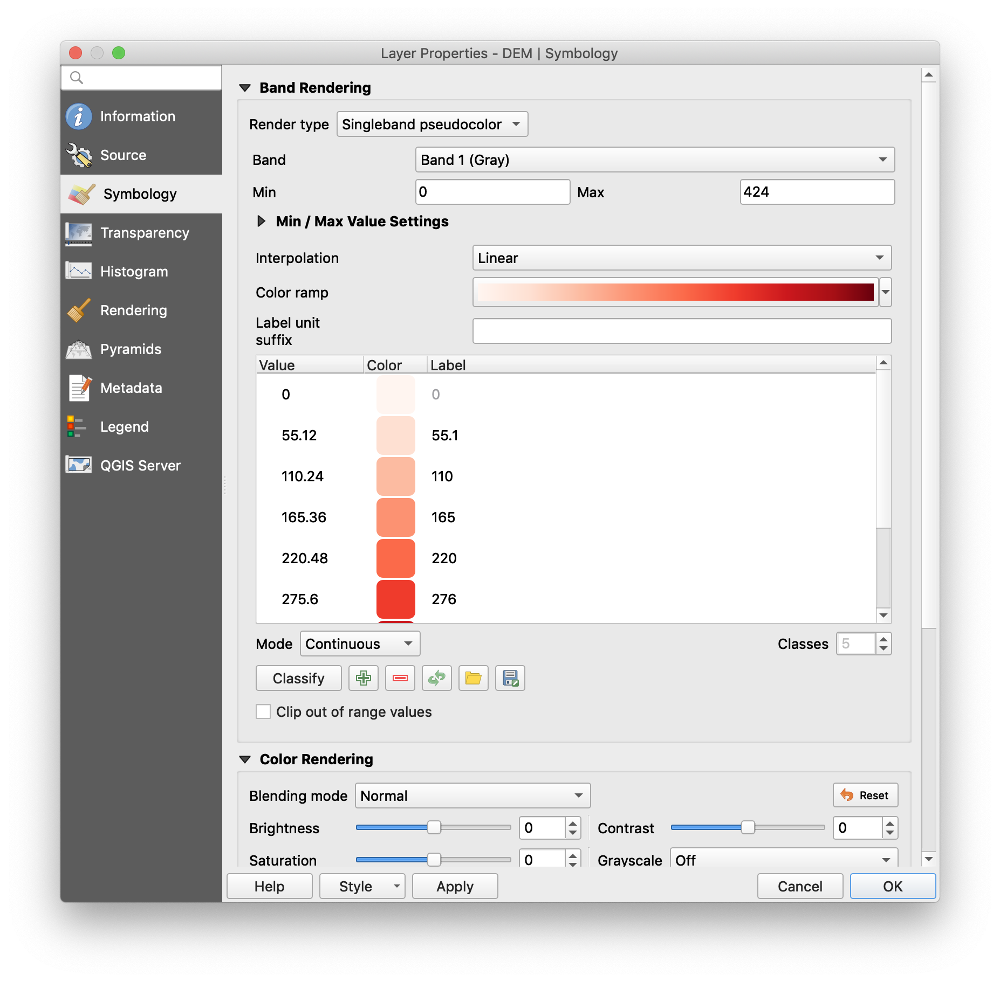 Layer Properties - DEM | Symbology
Information
Source
Symbology
Transparency
Histogram
Rendering
Pyramids
Metadata
Legend
QGIS Server
Band Rendering
Render type Singleband pseudocolor
Band Band 1 (Gray)
Min 0 Max 424
Min / Max Value Settings
Interpolation Linear
Color ramp
Label unit
suffix
Value Color Label
0 0
55.12 55.1
110.24 110
165.36 165
220.48 220
275.6 276
Mode Continuous Classes 5
Classify
Clip out of range values
Color Rendering
Blending mode Normal Reset
Brightness 0 Contrast 0
Saturation 0 Grayscale Off
Help Style Apply Cancel OK